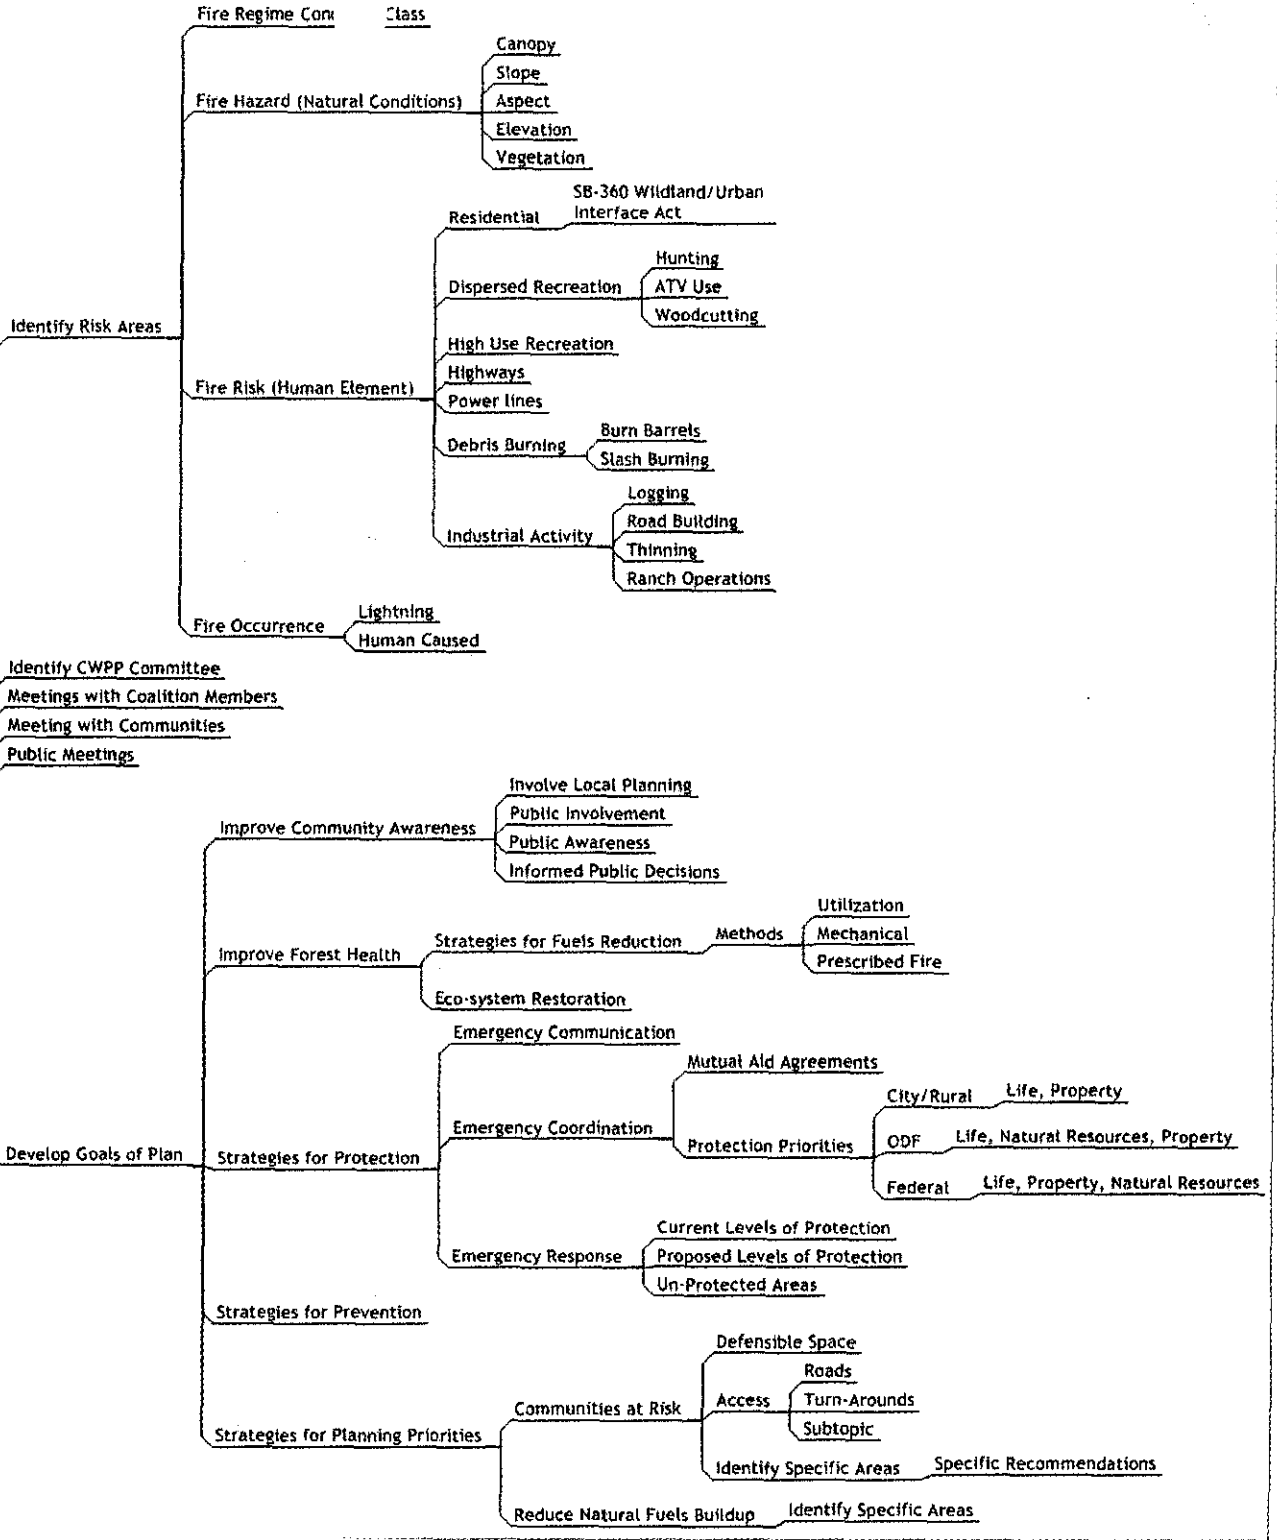 Fire Regime Con Class
Canopy
Slope
Fire Hazard (Natural Conditions)
Aspect
Elevation
Vegetation
SB-360 Wildland/Urban
Interface Act
Residential
Hunting
Dispersed Recreation
ATV Use
Woodcutting
Identify Risk Areas
High Use Recreation
Highways
Fire Risk (Human Element)
Power lines
Burn Barrels
Debris Burning
Slash Burning
Logging
Road Building
Industrial Activity
Thinning
Ranch Operations
Lightning
Fire Occurrence
Human Caused
Identify CWPP Committee
Meetings with Coalition Members
Meeting with Communities
Public Meetings
Involve Local Planning
Public Involvement
Improve Community Awareness
Public Awareness
Informed Public Decisions
Utilization
Strategies for Fuels Reduction
Methods
Mechanical
Improve Forest Health
Prescribed Fire
Eco-system Restoration
Emergency Communication
Mutual Aid Agreements
City/Rural
Life, Property
Emergency Coordination
Protection Priorities
ODF
Life, Natural Resources, Property
Develop Goals of Plan
Strategies for Protection
Federal
Life, Property, Natural Resources
Current Levels of Protection
Emergency Response
Proposed Levels of Protection
Un-Protected Areas
Strategies for Prevention
Defensible Space
Roads
Communities at Risk
Access
Turn-Arounds
Subtopic
Strategies for Planning Priorities
Identify Specific Areas
Specific Recommendations
Reduce Natural Fuels Buildup
Identify Specific Areas